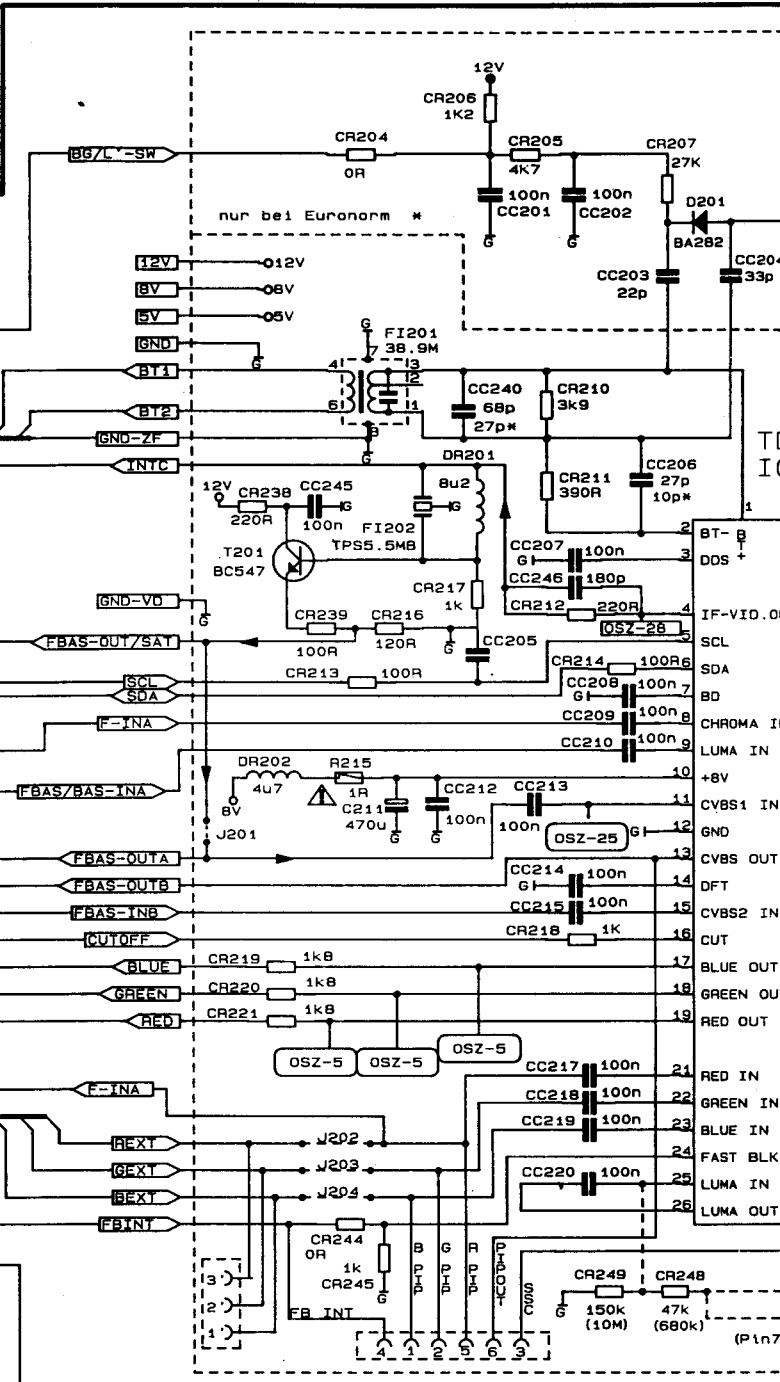 12V
CR206
1K2
CR204
0R
CR205
4K7
CR207
27K
BG/L'-SW
100n
CC201
100n
CC202
D201
BA282
G
G
nur bei Euronorm *
CC203
22p
CC204
33p
12V
12V
8V
8V
5V
5V
GND
G
G
FI201
38.9M
7
4
3
2
6
1
8
G
BT1
BT2
GND-ZF
INTC
CC240
68p
27p*
CR210
3k9
CR211
390R
CC206
27p
10p*
DR201
8u2
12V
CR238
220R
CC245
100n
G
FI202
TPS5.5MB
G
T201
BC547
CR217
1k
CC207
100n
G
CC246
180p
CR212
220R
OSZ-28
1
2
BT-
B
T
+
3
DDS
4
5
SCL
6
SDA
7
BD
8
CHROMA
9
LUMA IN
10
+8V
11
CVBS1 IN
12
GND
13
CVBS OUT
14
DFT
15
CVBS2 IN
16
CUT
17
BLUE OUT
18
GREEN
19
RED OUT
21
RED IN
22
GREEN IN
23
BLUE IN
24
FAST BLK
25
LUMA IN
26
LUMA OUT
GND-VD
G
FBAS-OUT/SAT
CR239
100R
CR216
120R
G
CC205
CR213
100R
CR214
100R
SCL
SDA
CC208
100n
G
F-INA
CC209
100n
CC210
100n
FBAS/BAS-INA
DR202
4u7
8V
R215
1R
C211
470u
G
CC212
100n
G
CC213
100n
OSZ-25
G
J201
FBAS-OUTA
FBAS-OUTB
CC214
100n
G
FBAS-INB
CC215
100n
CUTOFF
CR218
1K
BLUE
CR219
1k8
GREEN
CR220
1k8
RED
CR221
1k8
OSZ-5
OSZ-5
OSZ-5
CC217
100n
CC218
100n
CC219
100n
F-INA
REXT
J202
GEXT
J203
BEXT
J204
FBINT
CC220
100n
CR244
0R
1k
CR245
G
B PIP
G PIP
R PIP
PIPOUT
SSC
3
2
1
FB INT
4
1
2
5
6
3
CR249
150k
(10M)
G
CR248
47k
(680k)